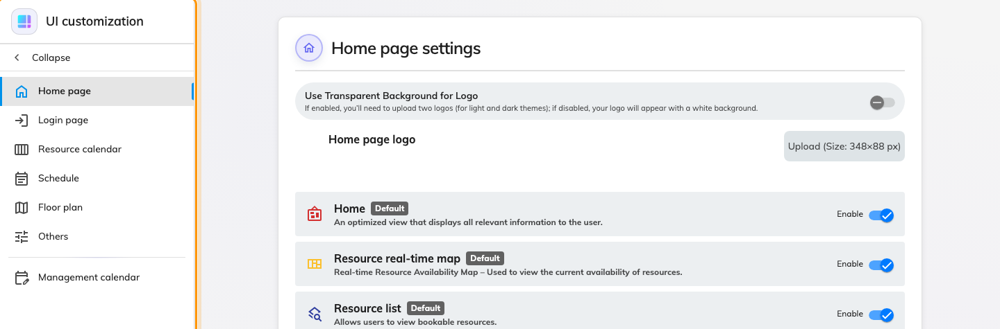 UI customization
Collapse
Home page
Login page
Resource calendar
Schedule
Floor plan
Others
Management calendar
Home page settings
Use Transparent Background for Logo
If enabled, you'll need to upload two logos (for light and dark themes); if disabled, your logo will appear with a white background.
Home page logo
Upload (Size: 348×88 px)
Home Default
An optimized view that displays all relevant information to the user.
Enable
Resource real-time map Default
Real-time Resource Availability Map – Used to view the current availability of resources.
Enable
Resource list Default
Allows users to view bookable resources.
Enable